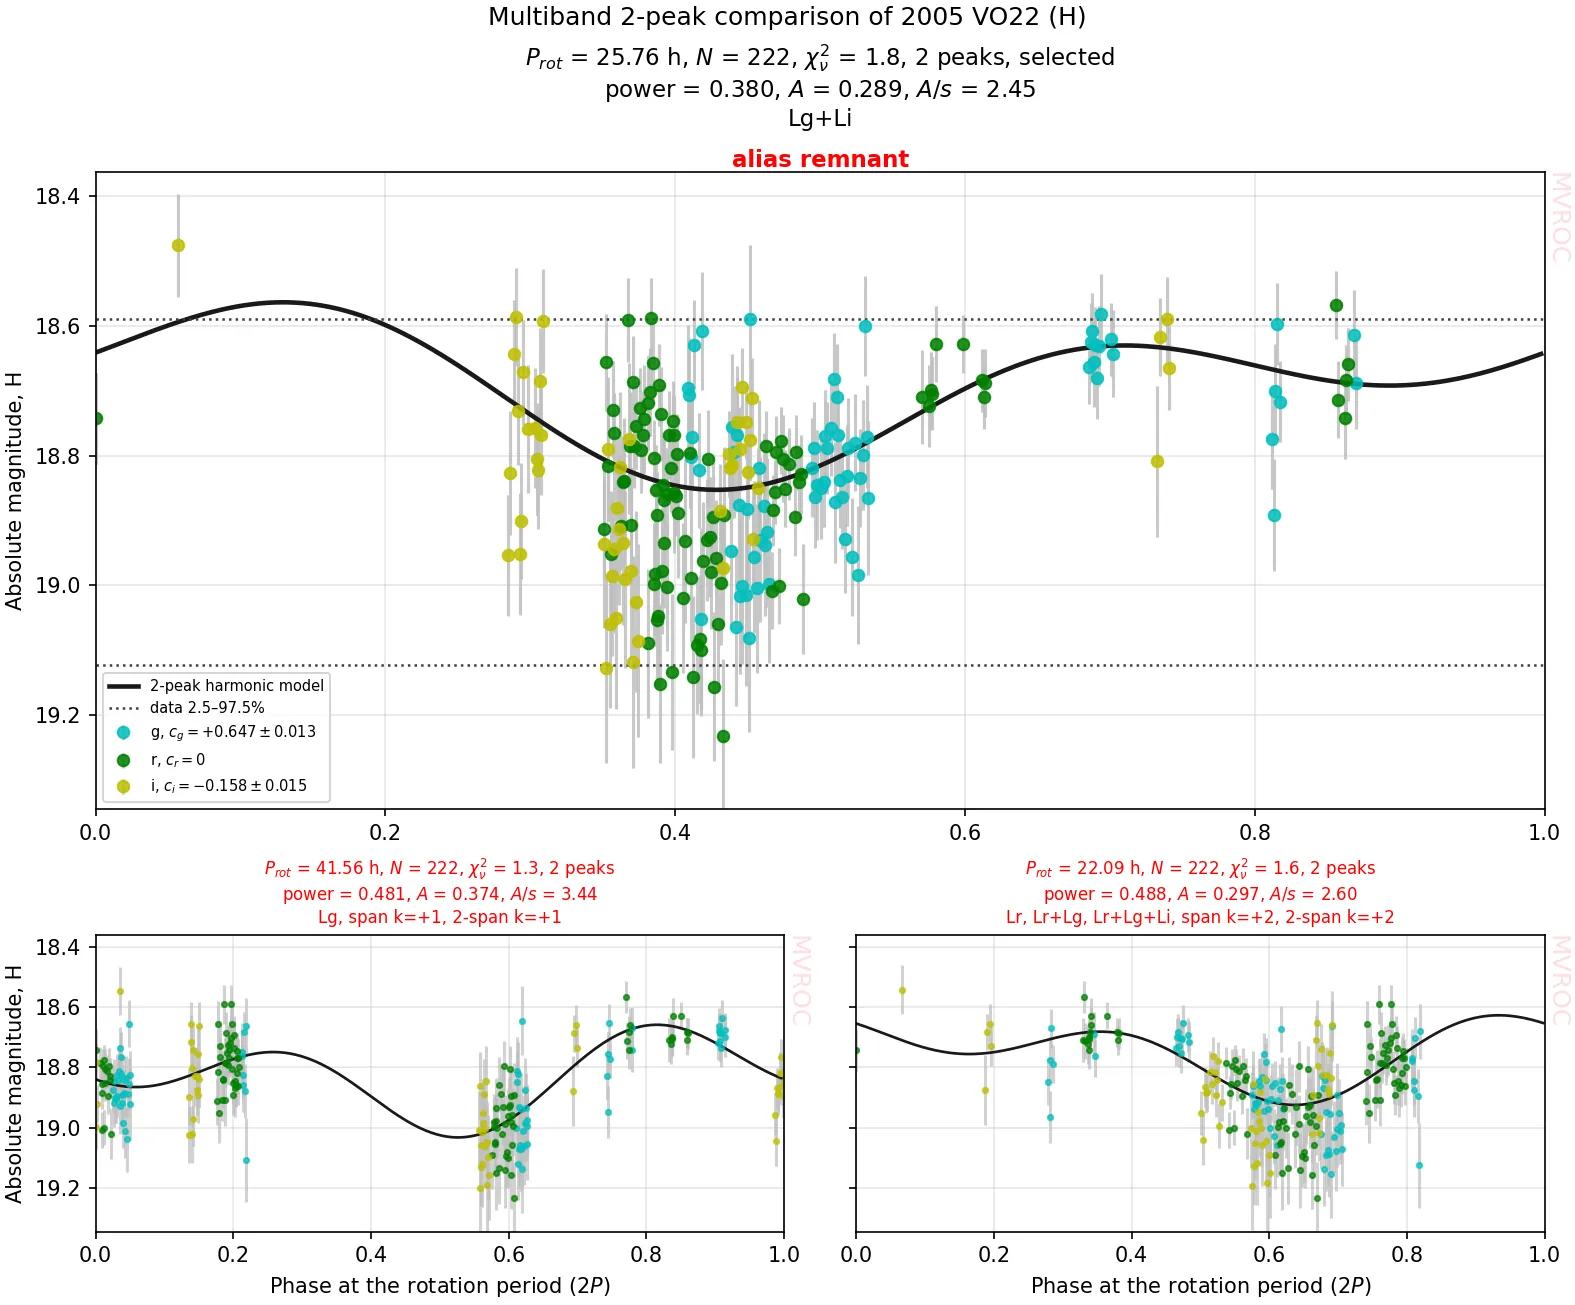 Multiband 2-peak comparison of 2005 VO22 (H)
P_rot = 25.76 h, N = 222, χ²_ν = 1.8, 2 peaks, selected
power = 0.380, A = 0.289, A/s = 2.45
Lg+Li
alias remnant
MVROC
Absolute magnitude, H
18.4
18.6
18.8
19.0
19.2
2-peak harmonic model
data 2.5–97.5%
g, c_g = +0.647 ± 0.013
r, c_r = 0
i, c_i = −0.158 ± 0.015
0.0 0.2 0.4 0.6 0.8 1.0
P_rot = 41.56 h, N = 222, χ²_ν = 1.3, 2 peaks
power = 0.481, A = 0.374, A/s = 3.44
Lg, span k=+1, 2-span k=+1
MVROC
Absolute magnitude, H
18.4
18.6
18.8
19.0
19.2
0.0 0.2 0.4 0.6 0.8 1.0
Phase at the rotation period (2P)
P_rot = 22.09 h, N = 222, χ²_ν = 1.6, 2 peaks
power = 0.488, A = 0.297, A/s = 2.60
Lr, Lr+Lg, Lr+Lg+Li, span k=+2, 2-span k=+2
MVROC
0.0 0.2 0.4 0.6 0.8 1.0
Phase at the rotation period (2P)